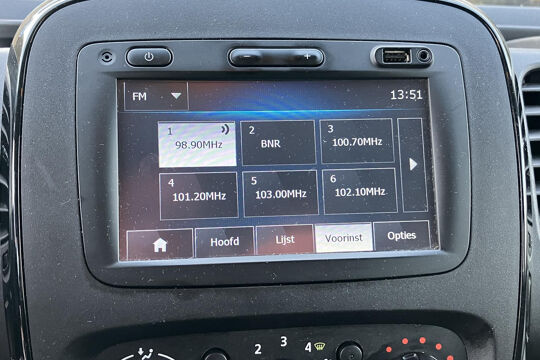 FM 13:51
1 2 3
98.90MHz BNR 100.70MHz
4 5 6
101.20MHz 103.00MHz 102.10MHz
Hoofd Lijst Voorinst Opties
2 3 4